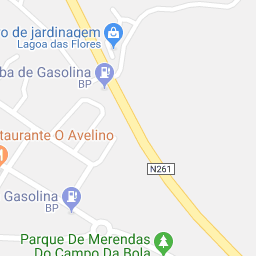 o de jardinagem
Lagoa das Flores
ba de Gasolina
BP
taurante O Avelino
N261
Gasolina
BP
Parque De Merendas
Do Campo Da Bola